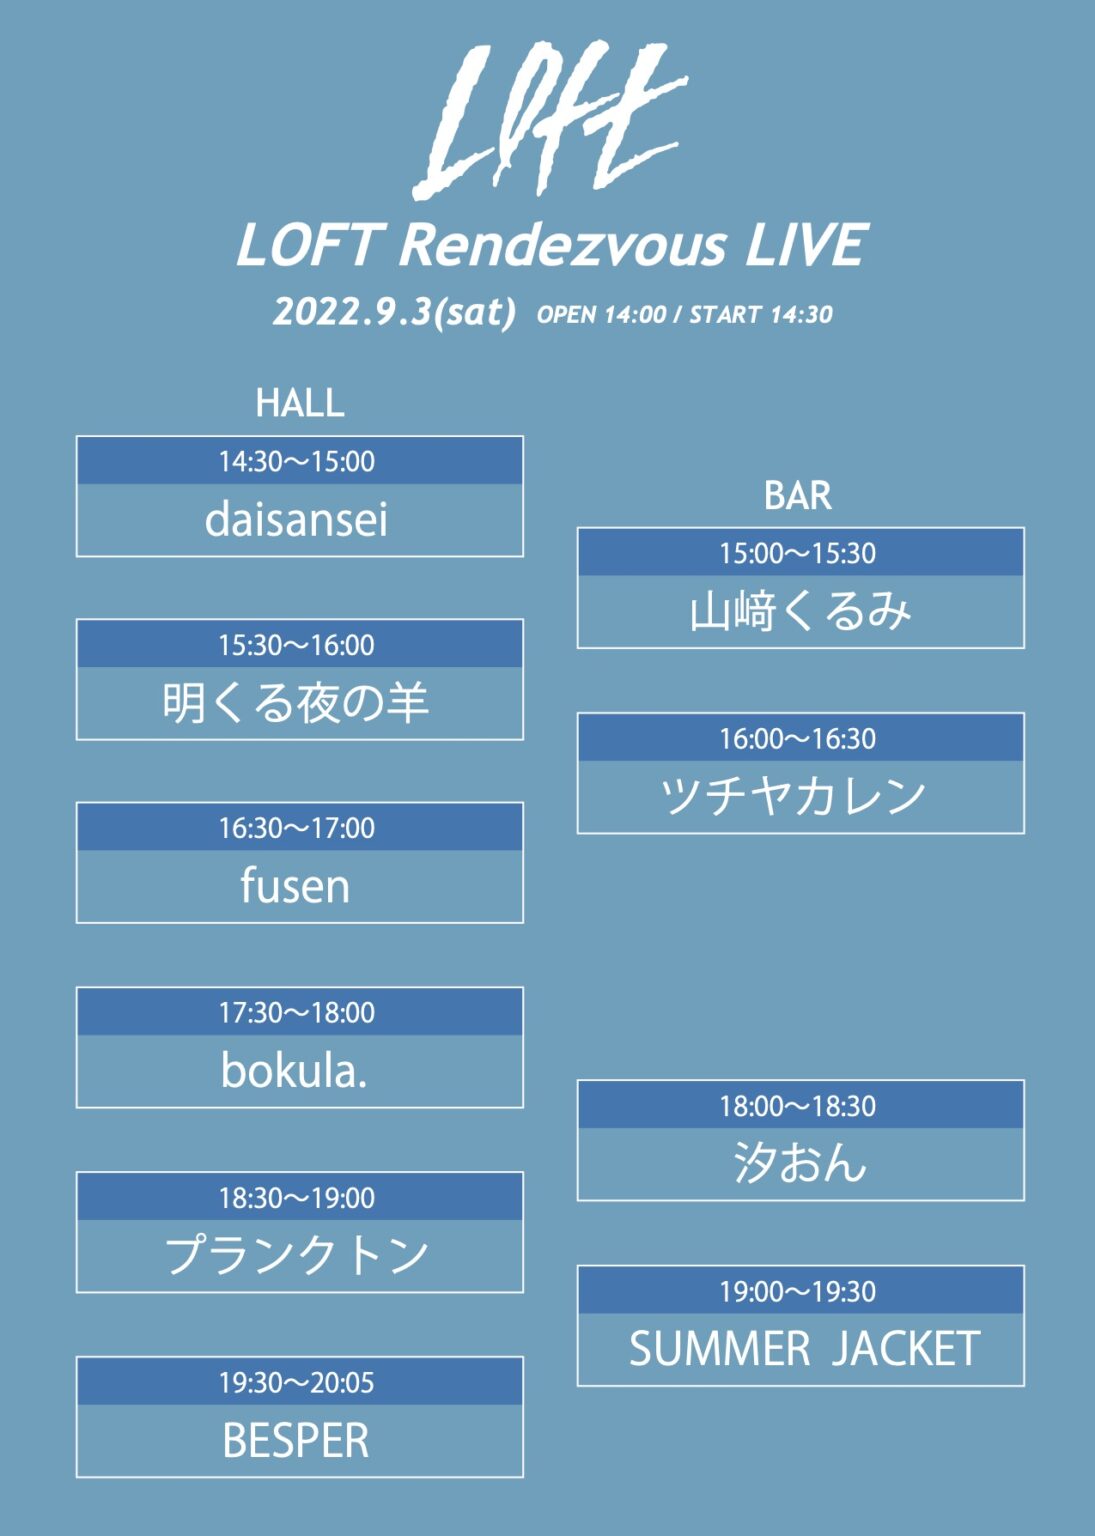 LOFT
LOFT Rendezvous LIVE
2022.9.3(sat) OPEN 14:00 / START 14:30
HALL
14:30〜15:00
daisansei
15:30〜16:00
明くる夜の羊
16:30〜17:00
fusen
17:30〜18:00
bokula.
18:30〜19:00
プランクトン
19:30〜20:05
BESPER
BAR
15:00〜15:30
山﨑くるみ
16:00〜16:30
ツチヤカレン
18:00〜18:30
汐おん
19:00〜19:30
SUMMER JACKET